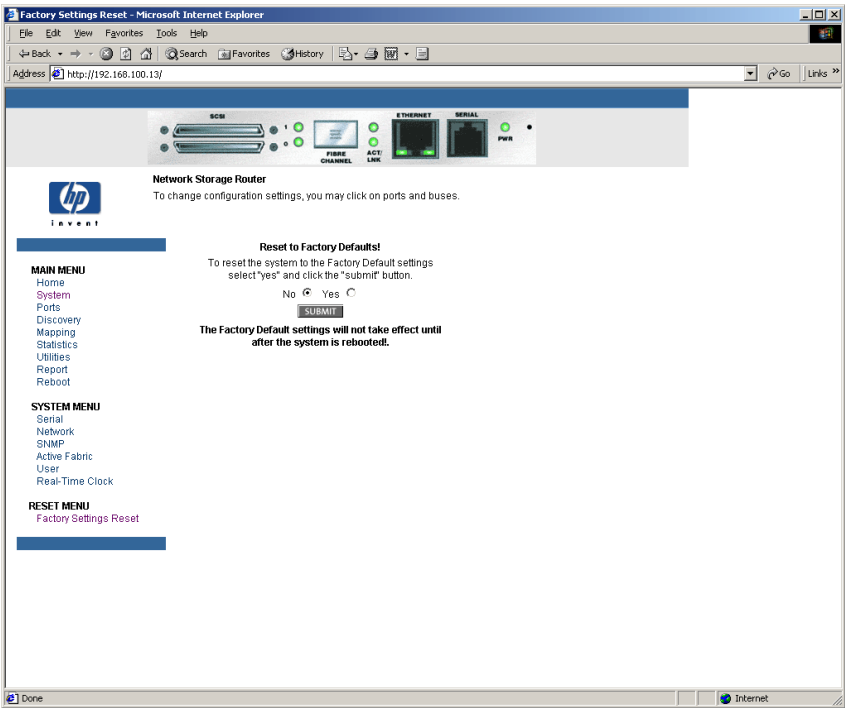 Factory Settings Reset - Microsoft Internet Explorer
File Edit View Favorites Tools Help
Back Search Favorites History
Address http://192.168.100.13/ Go Links »
SCSI ETHERNET SERIAL
1
0
FIBRE CHANNEL ACT/ LNK PWR
hp
invent
Network Storage Router
To change configuration settings, you may click on ports and buses.
MAIN MENU
Home
System
Ports
Discovery
Mapping
Statistics
Utilities
Report
Reboot
SYSTEM MENU
Serial
Network
SNMP
Active Fabric
User
Real-Time Clock
RESET MENU
Factory Settings Reset
Reset to Factory Defaults!
To reset the system to the Factory Default settings
select "yes" and click the "submit" button.
No Yes
SUBMIT
The Factory Default settings will not take effect until
after the system is rebooted!.
Done Internet